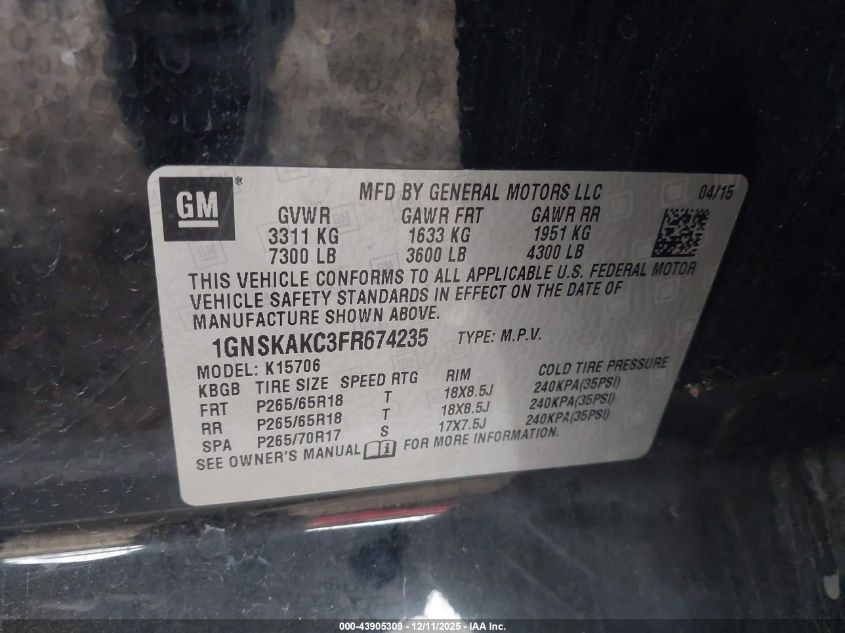 GM®
MFD BY GENERAL MOTORS LLC 04/15
GVWR GAWR FRT GAWR RR
3311 KG 1633 KG 1951 KG
7300 LB 3600 LB 4300 LB
THIS VEHICLE CONFORMS TO ALL APPLICABLE U.S. FEDERAL MOTOR
VEHICLE SAFETY STANDARDS IN EFFECT ON THE DATE OF
MANUFACTURE SHOWN ABOVE.
1GNSKAKC3FR674235 TYPE: M.P.V.
MODEL: K15706
KBGB TIRE SIZE SPEED RTG RIM COLD TIRE PRESSURE
FRT P265/65R18 T 18X8.5J 240KPA(35PSI)
RR P265/65R18 T 18X8.5J 240KPA(35PSI)
SPA P265/70R17 S 17X7.5J 240KPA(35PSI)
SEE OWNER'S MANUAL FOR MORE INFORMATION.
000-43905309 - 12/11/2025 - IAA Inc.